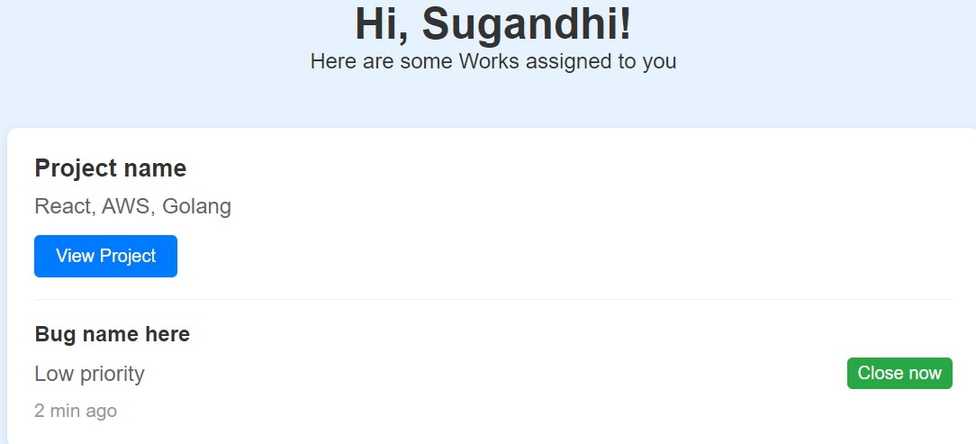 Hi, Sugandhi!
Here are some Works assigned to you
Project name
React, AWS, Golang
View Project
Bug name here
Low priority
Close now
2 min ago